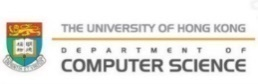 THE UNIVERSITY OF HONG KONG
DEPARTMENT OF
COMPUTER SCIENCE